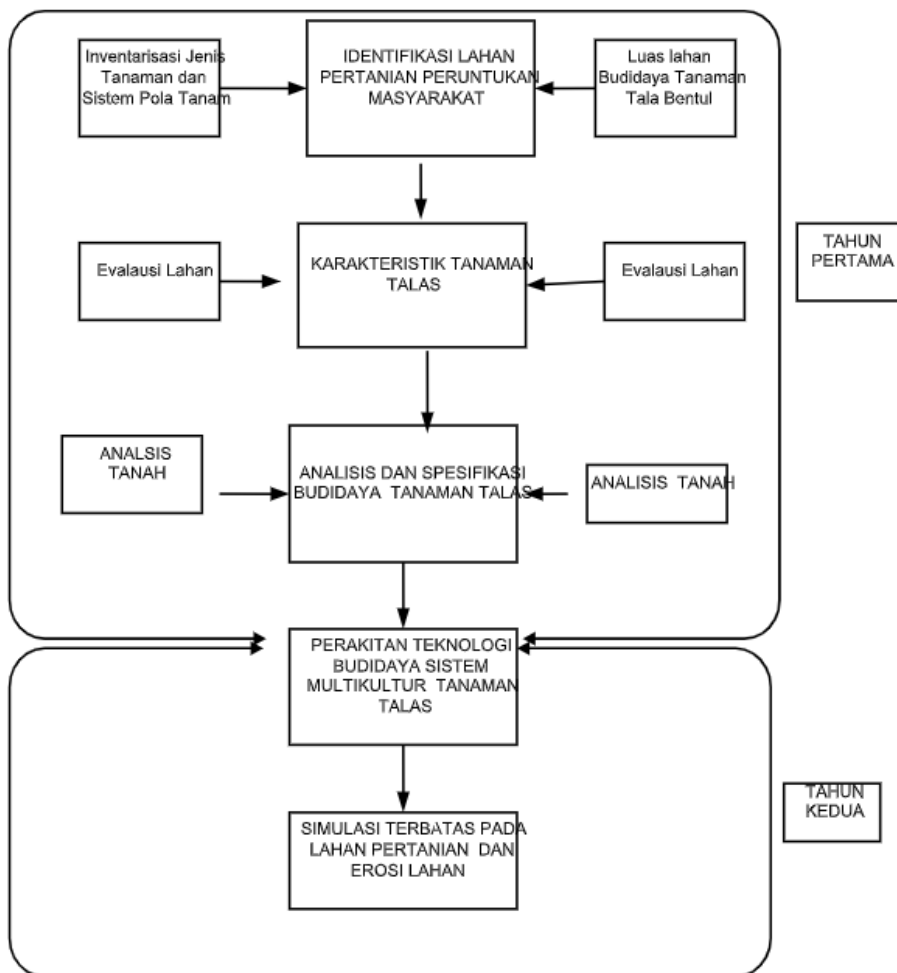 Inventarisasi Jenis
Tanaman dan
Sistem Pola Tanam
IDENTIFIKASI LAHAN
PERTANIAN PERUNTUKAN
MASYARAKAT
Luas lahan
Budidaya Tanaman
Tala Bentul
TAHUN
PERTAMA
Evalausi Lahan
KARAKTERISTIK TANAMAN
TALAS
Evalausi Lahan
ANALSIS
TANAH
ANALISIS DAN SPESIFIKASI
BUDIDAYA TANAMAN TALAS
ANALISIS TANAH
PERAKITAN TEKNOLOGI
BUDIDAYA SISTEM
MULTIKULTUR TANAMAN
TALAS
TAHUN
KEDUA
SIMULASI TERBATAS PADA
LAHAN PERTANIAN DAN
EROSI LAHAN